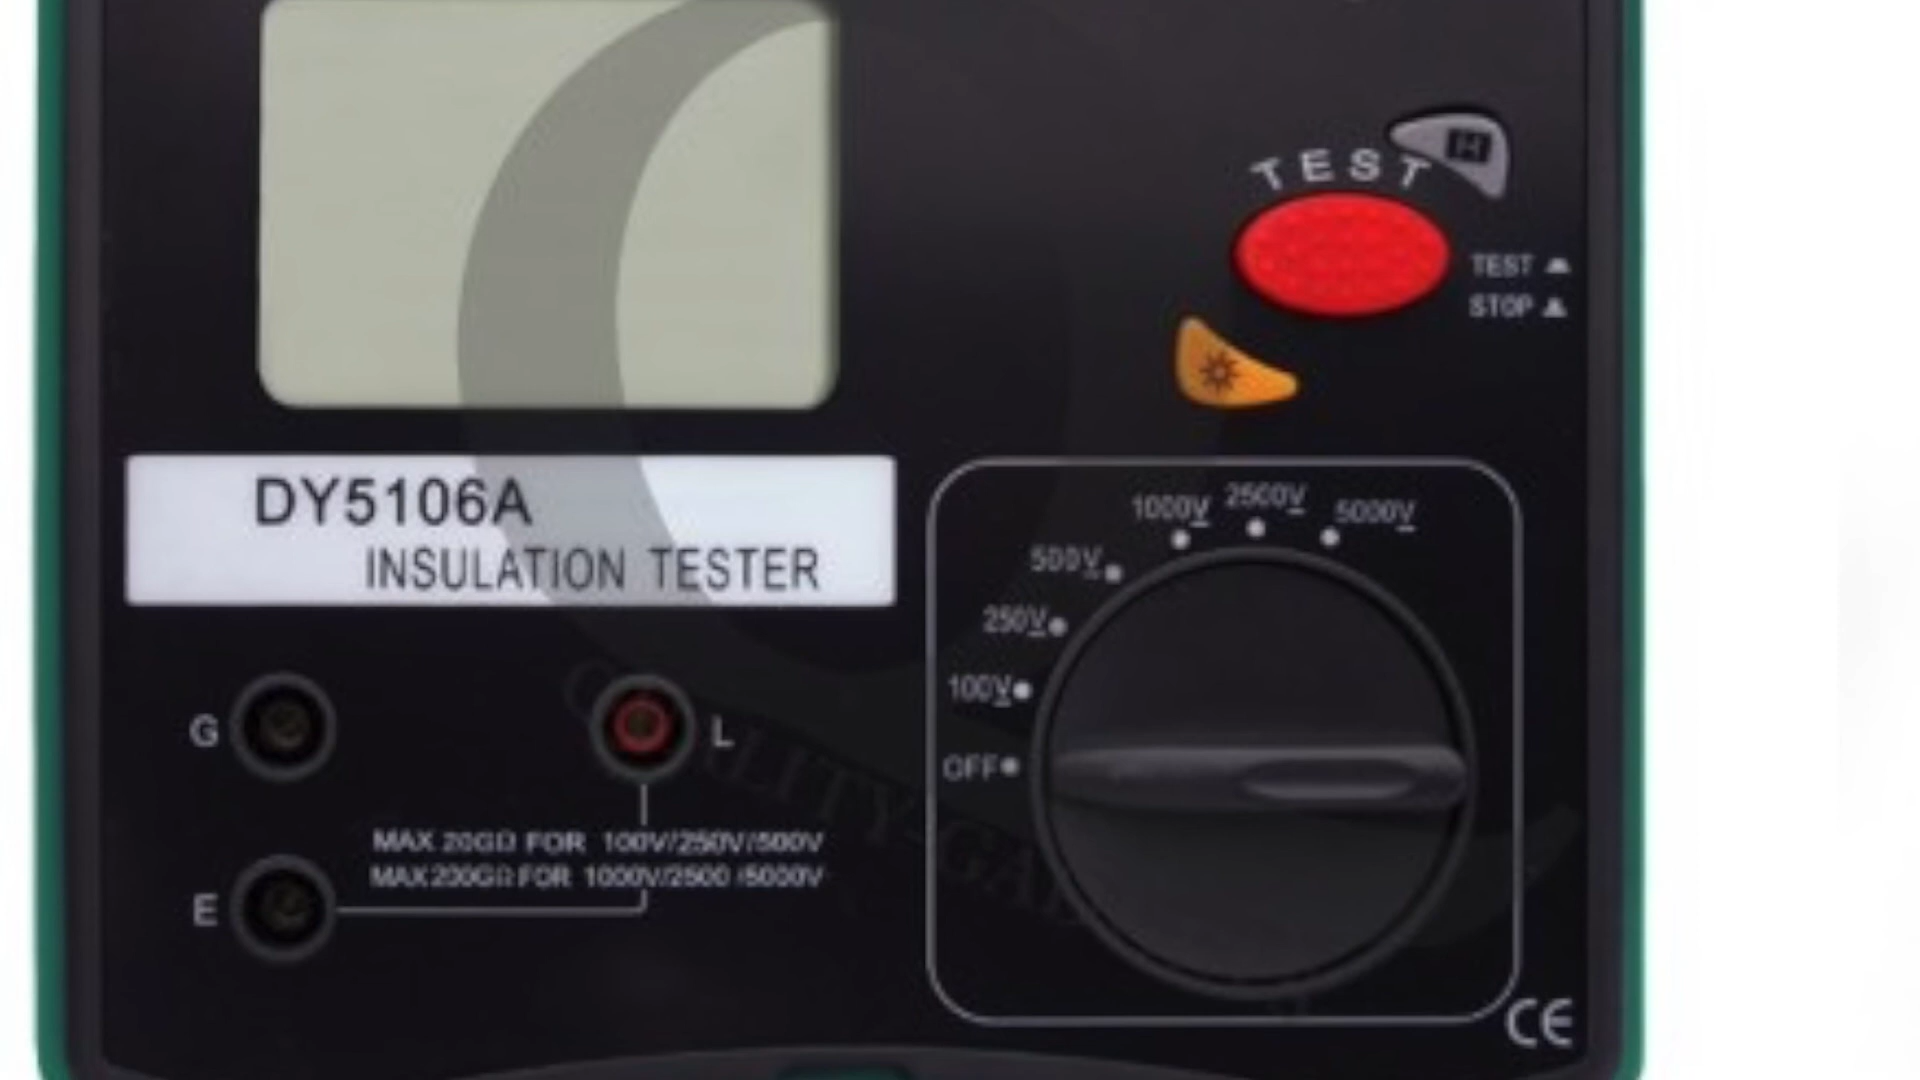 H
TEST
TEST
STOP
DY5106A
INSULATION TESTER
1000V
2500V
5000V
500V
250V
100V
OFF
G
L
MAX 20GΩ FOR 100V/250V/500V
MAX 200GΩ FOR 1000V/2500 /5000V
E
CE